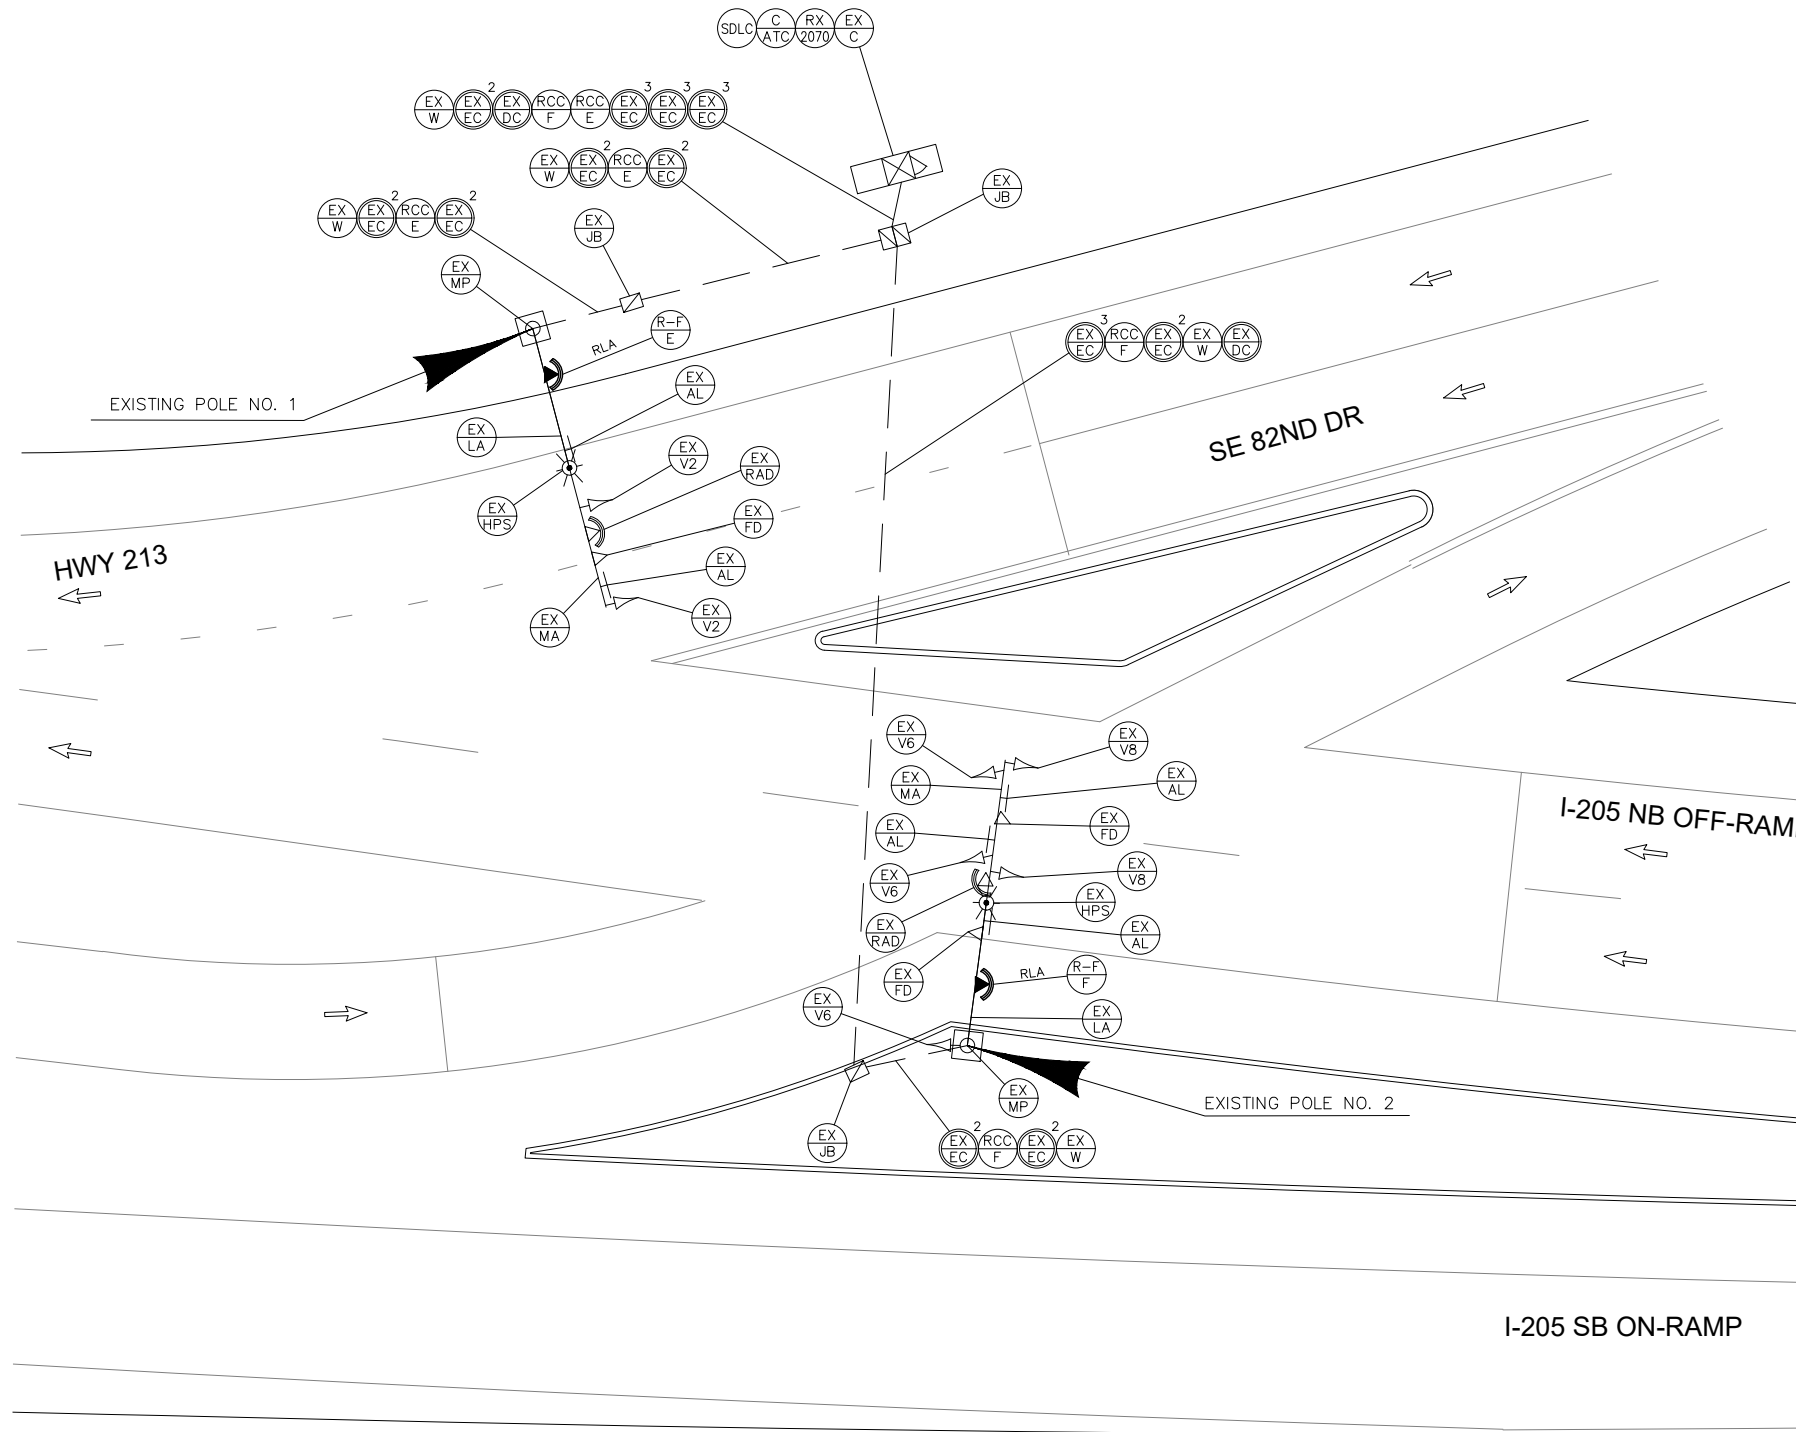 SDLC C ATC RX 2070 EX C
EX W EX EC 2 EX DC RCC F RCC E EX EC 3 EX EC 3 EX EC 3
EX W EX EC 2 RCC E EX EC 2
EX JB
EX W EX EC 2 RCC E EX EC 2
EX JB
EX MP
R-F E
RLA
EX EC 3 RCC F EX EC 2 EX W EX DC
EX AL
EXISTING POLE NO. 1
EX LA
SE 82ND DR
EX V2
EX RAD
EX HPS
EX FD
HWY 213
EX AL
EX V2
EX MA
EX V6
EX V8
EX MA
EX AL
I-205 NB OFF-RAM
EX AL
EX FD
EX V6
EX V8
EX HPS
EX RAD
EX AL
EX FD
RLA
R-F F
EX V6
EX LA
EX MP
EXISTING POLE NO. 2
EX JB
EX EC 2 RCC F EX EC 2 EX W
I-205 SB ON-RAMP